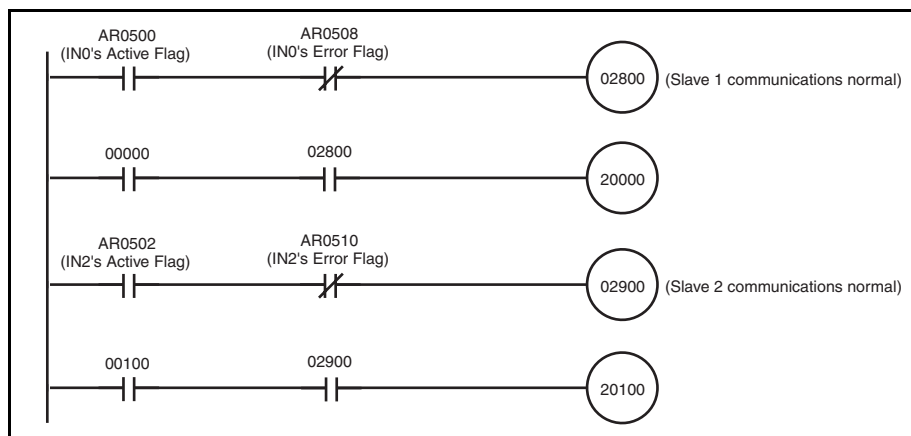 AR0500 AR0508
(IN0's Active Flag) (IN0's Error Flag)
02800 (Slave 1 communications normal)
00000 02800
20000
AR0502 AR0510
(IN2's Active Flag) (IN2's Error Flag)
02900 (Slave 2 communications normal)
00100 02900
20100